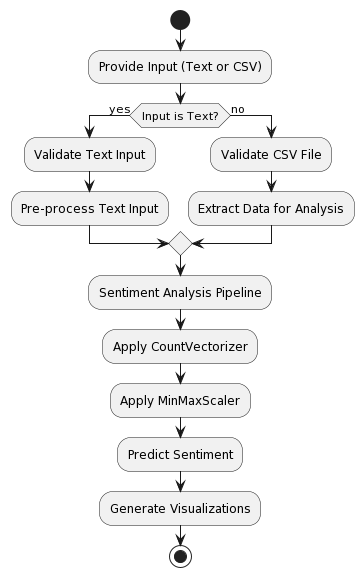 Provide Input (Text or CSV)
yes
Input is Text?
no
Validate Text Input
Validate CSV File
Pre-process Text Input
Extract Data for Analysis
Sentiment Analysis Pipeline
Apply CountVectorizer
Apply MinMaxScaler
Predict Sentiment
Generate Visualizations